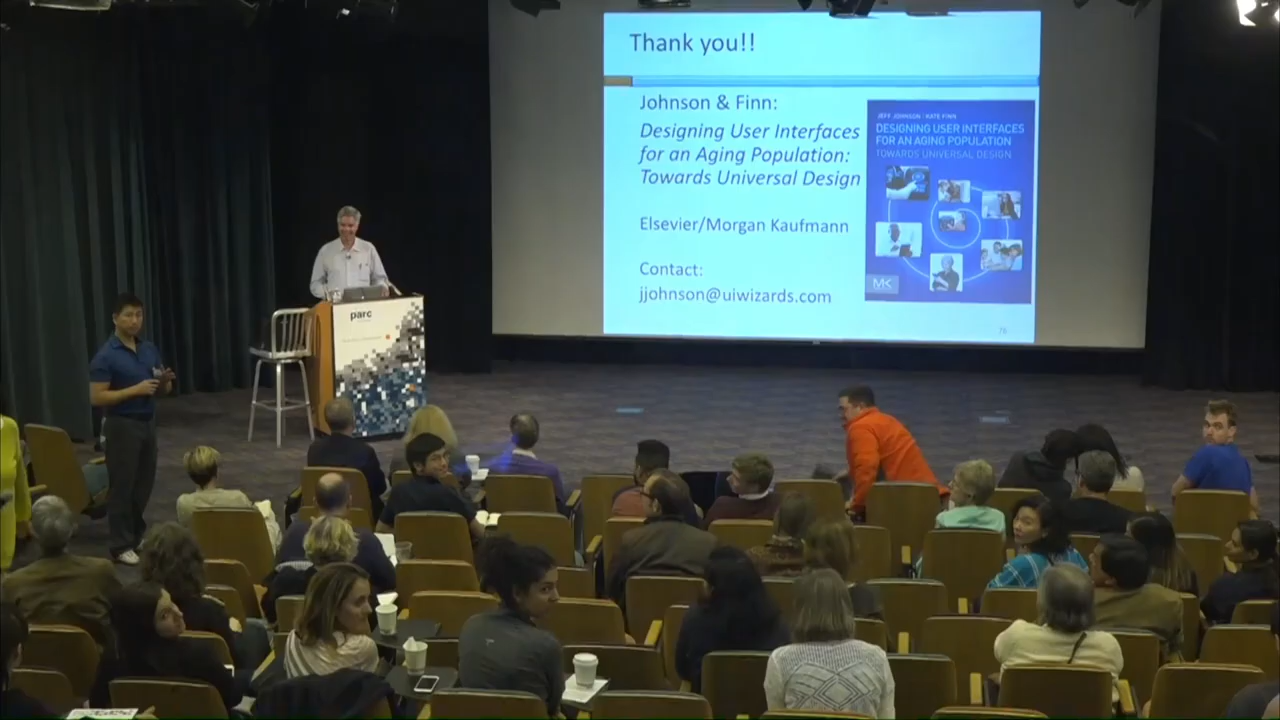 Thank you!!
Johnson & Finn:
Designing User Interfaces
for an Aging Population:
Towards Universal Design
Elsevier/Morgan Kaufmann
Contact:
jjohnson@uiwizards.com
JEFF JOHNSON | KATE FINN
DESIGNING USER INTERFACES
FOR AN AGING POPULATION
TOWARDS UNIVERSAL DESIGN
MK
76
parc